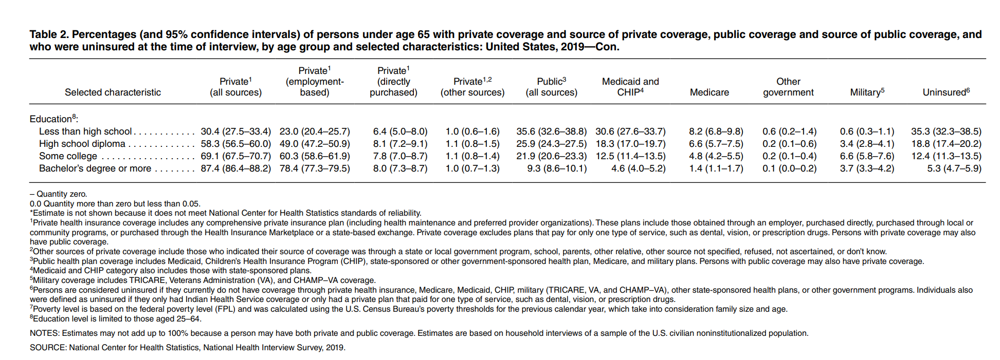 Table 2. Percentages (and 95% confidence intervals) of persons under age 65 with private coverage and source of private coverage, public coverage and source of public coverage, and
who were uninsured at the time of interview, by age group and selected characteristics: United States, 2019—Con.
Selected characteristic Private¹ (all sources) Private¹ (employment-based) Private¹ (directly purchased) Private¹,² (other sources) Public³ (all sources) Medicaid and CHIP⁴ Medicare Other government Military⁵ Uninsured⁶
Education⁸:
Less than high school . . . . . . . . . . . . 30.4 (27.5–33.4) 23.0 (20.4–25.7) 6.4 (5.0–8.0) 1.0 (0.6–1.6) 35.6 (32.6–38.8) 30.6 (27.6–33.7) 8.2 (6.8–9.8) 0.6 (0.2–1.4) 0.6 (0.3–1.1) 35.3 (32.3–38.5)
High school diploma . . . . . . . . . . . . . 58.3 (56.5–60.0) 49.0 (47.2–50.9) 8.1 (7.2–9.1) 1.1 (0.8–1.5) 25.9 (24.3–27.5) 18.3 (17.0–19.7) 6.6 (5.7–7.5) 0.2 (0.1–0.6) 3.4 (2.8–4.1) 18.8 (17.4–20.2)
Some college . . . . . . . . . . . . . . . . . . 69.1 (67.5–70.7) 60.3 (58.6–61.9) 7.8 (7.0–8.7) 1.1 (0.8–1.4) 21.9 (20.6–23.3) 12.5 (11.4–13.5) 4.8 (4.2–5.5) 0.2 (0.1–0.4) 6.6 (5.8–7.6) 12.4 (11.3–13.5)
Bachelor's degree or more . . . . . . . . 87.4 (86.4–88.2) 78.4 (77.3–79.5) 8.0 (7.3–8.7) 1.0 (0.7–1.3) 9.3 (8.6–10.1) 4.6 (4.0–5.2) 1.4 (1.1–1.7) 0.1 (0.0–0.2) 3.7 (3.3–4.2) 5.3 (4.7–5.9)
– Quantity zero.
0.0 Quantity more than zero but less than 0.05.
*Estimate is not shown because it does not meet National Center for Health Statistics standards of reliability.
¹Private health insurance coverage includes any comprehensive private insurance plan (including health maintenance and preferred provider organizations). These plans include those obtained through an employer, purchased directly, purchased through local or
community programs, or purchased through the Health Insurance Marketplace or a state-based exchange. Private coverage excludes plans that pay for only one type of service, such as dental, vision, or prescription drugs. Persons with private coverage may also
have public coverage.
²Other sources of private coverage include those who indicated their source of coverage was through a state or local government program, school, parents, other relative, other source not specified, refused, not ascertained, or don't know.
³Public health plan coverage includes Medicaid, Children's Health Insurance Program (CHIP), state-sponsored or other government-sponsored health plan, Medicare, and military plans. Persons with public coverage may also have private coverage.
⁴Medicaid and CHIP category also includes those with state-sponsored plans.
⁵Military coverage includes TRICARE, Veterans Administration (VA), and CHAMP–VA coverage.
⁶Persons are considered uninsured if they currently do not have coverage through private health insurance, Medicare, Medicaid, CHIP, military (TRICARE, VA, and CHAMP–VA), other state-sponsored health plans, or other government programs. Individuals also
were defined as uninsured if they only had Indian Health Service coverage or only had a private plan that paid for one type of service, such as dental, vision, or prescription drugs.
⁷Poverty level is based on the federal poverty level (FPL) and was calculated using the U.S. Census Bureau's poverty thresholds for the previous calendar year, which take into consideration family size and age.
⁸Education level is limited to those aged 25–64.
NOTES: Estimates may not add up to 100% because a person may have both private and public coverage. Estimates are based on household interviews of a sample of the U.S. civilian noninstitutionalized population.
SOURCE: National Center for Health Statistics, National Health Interview Survey, 2019.